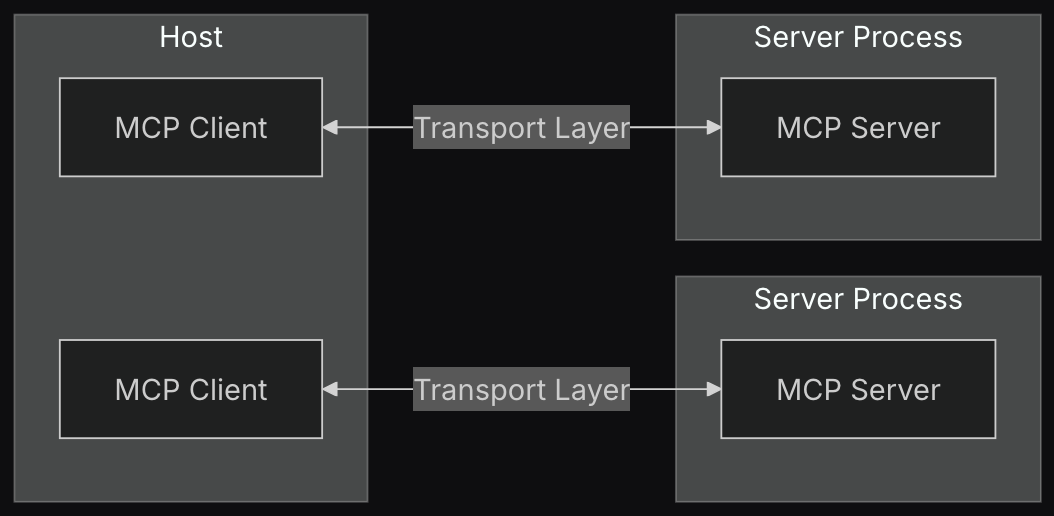 Host
Server Process
MCP Client
Transport Layer
MCP Server
Server Process
MCP Client
Transport Layer
MCP Server